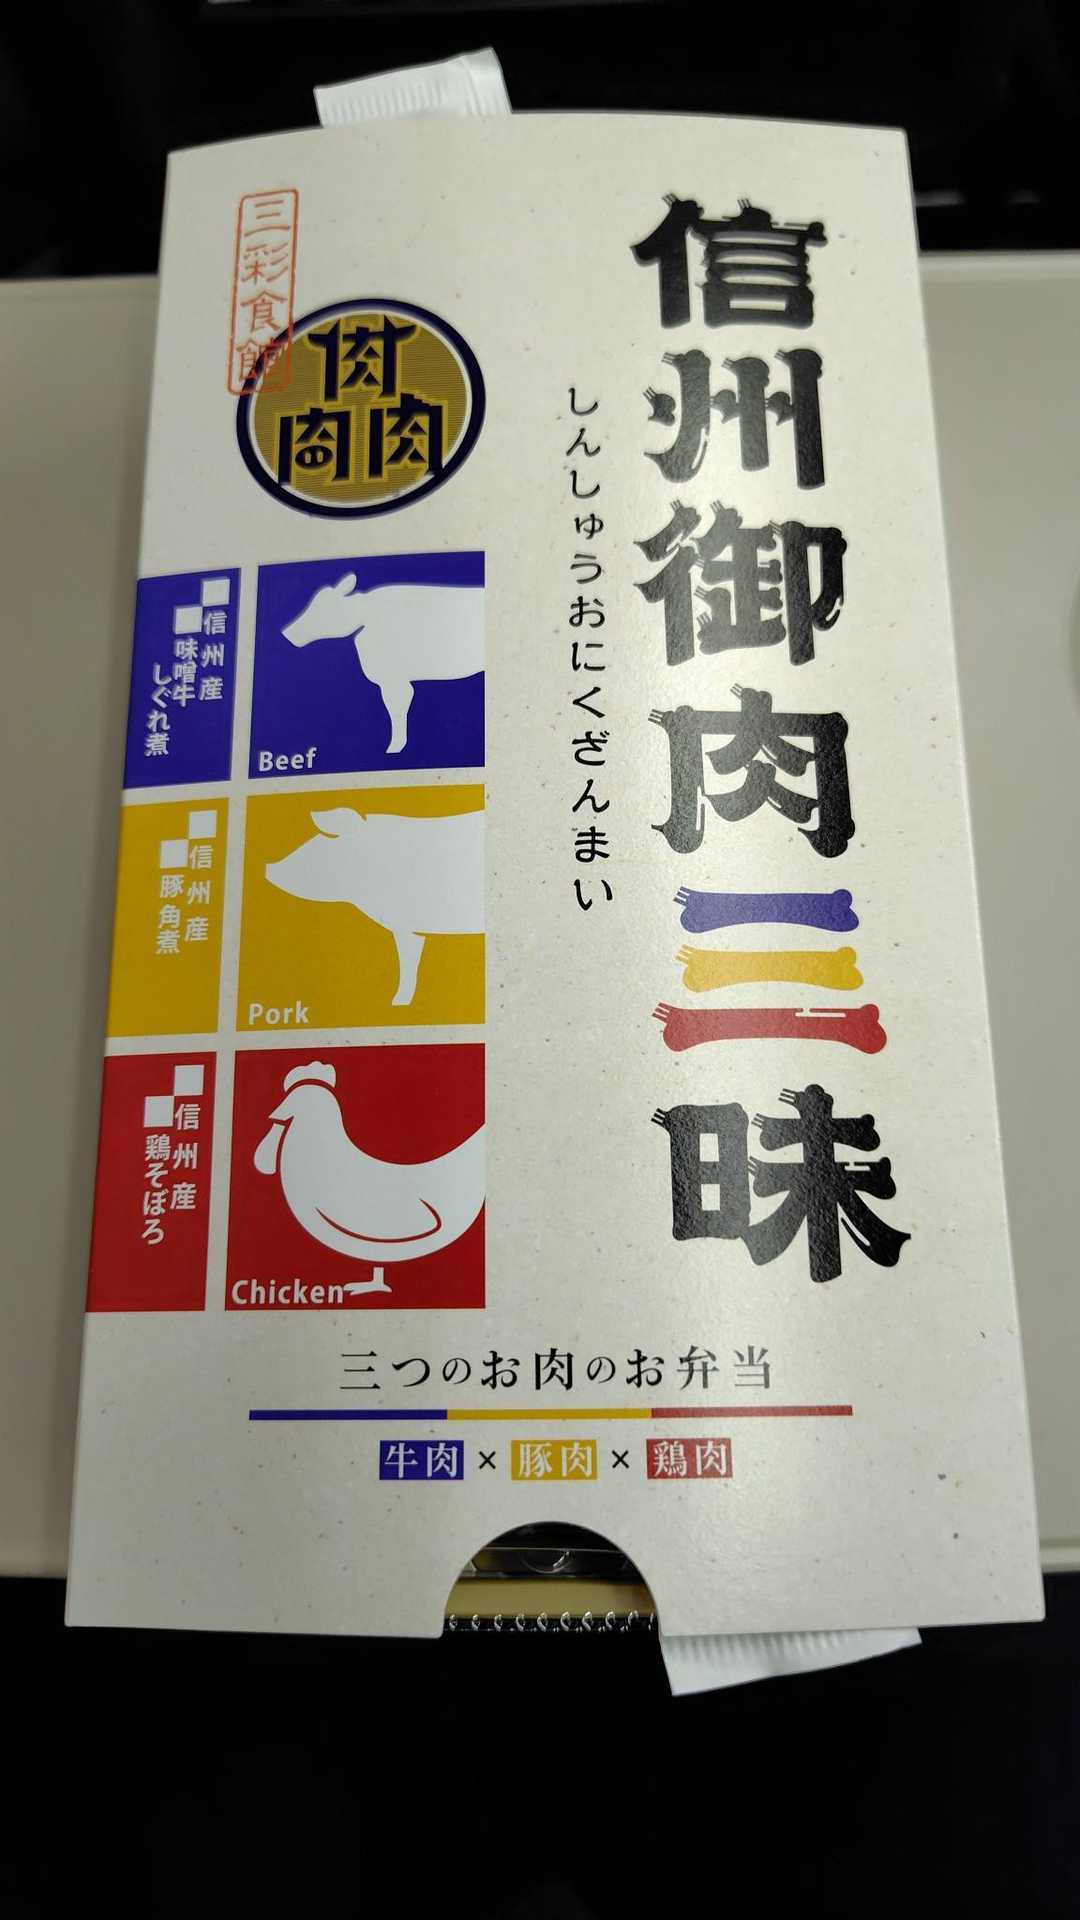 信州御肉三昧
しんしゅうおにくざんまい
三彩食館
肉肉肉
信州産
味噌牛
しぐれ煮
Beef
信州産
豚角煮
Pork
信州産
鶏そぼろ
Chicken
三つのお肉のお弁当
牛肉×豚肉×鶏肉